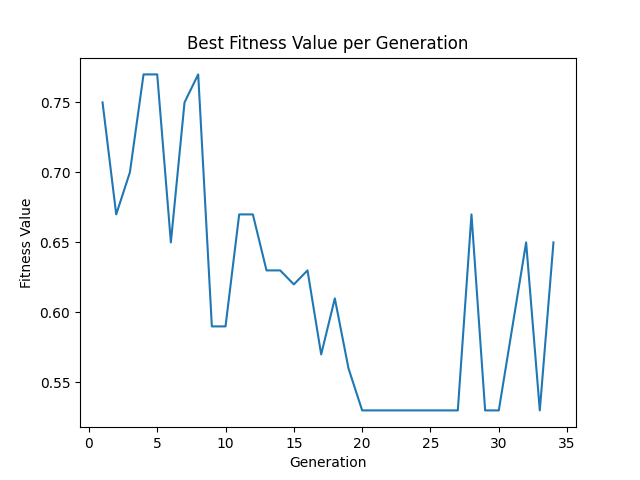 Best Fitness Value per Generation
Fitness Value
0.75
0.70
0.65
0.60
0.55
0 5 10 15 20 25 30 35
Generation